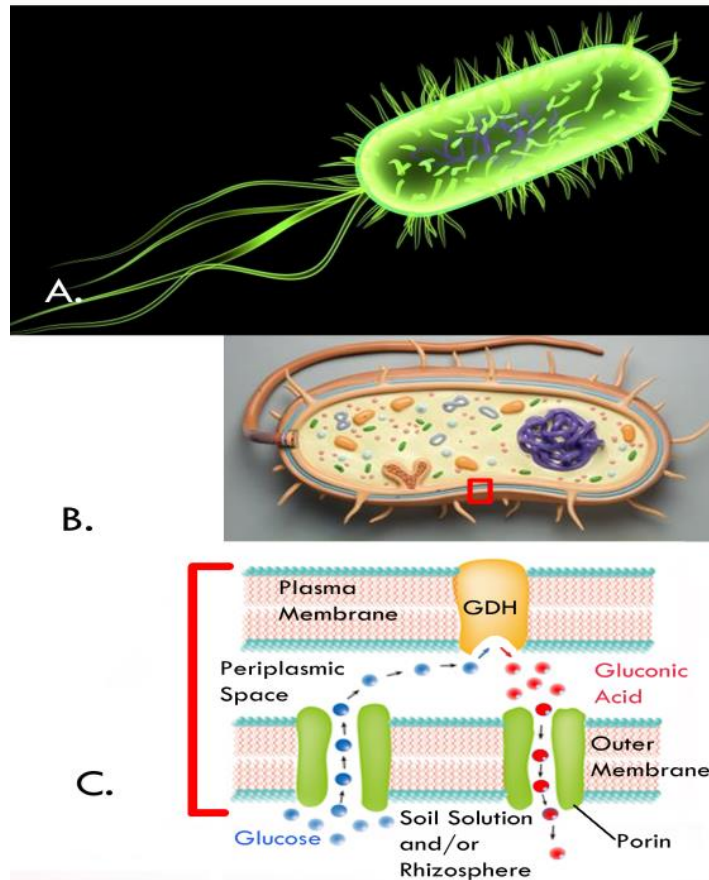 A.
B.
C.
Plasma
Membrane
GDH
Periplasmic
Space
Gluconic
Acid
Outer
Membrane
Glucose
Soil Solution
and/or
Rhizosphere
Porin